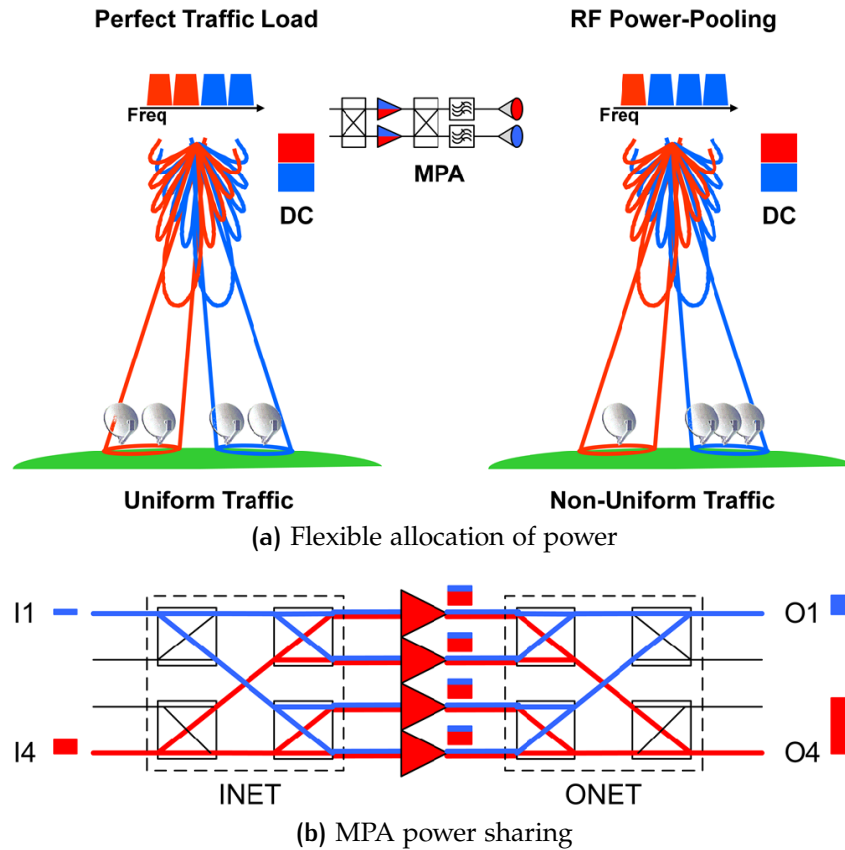 Perfect Traffic Load
RF Power-Pooling
Freq
DC
MPA
Freq
DC
Uniform Traffic
Non-Uniform Traffic
(a) Flexible allocation of power
I1
O1
I4
O4
INET
ONET
(b) MPA power sharing